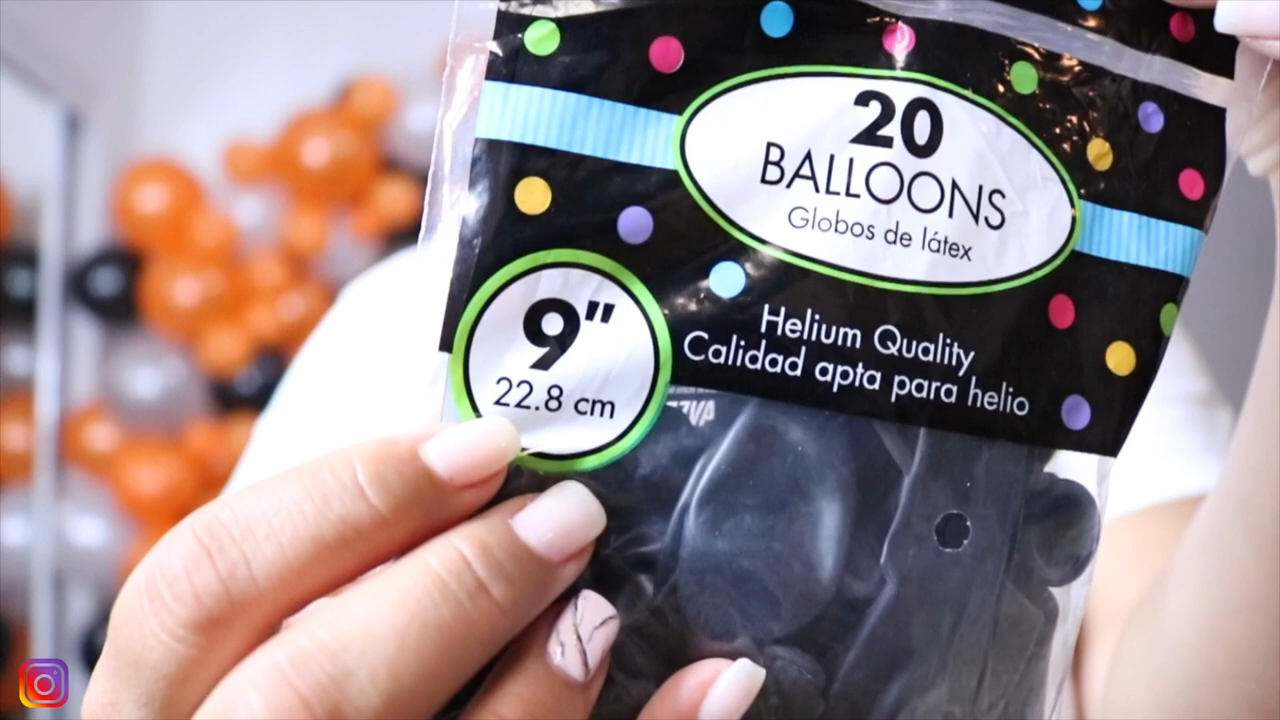 20
BALLOONS
Globos de látex
9"
22.8 cm
Helium Quality
Calidad apta para helio